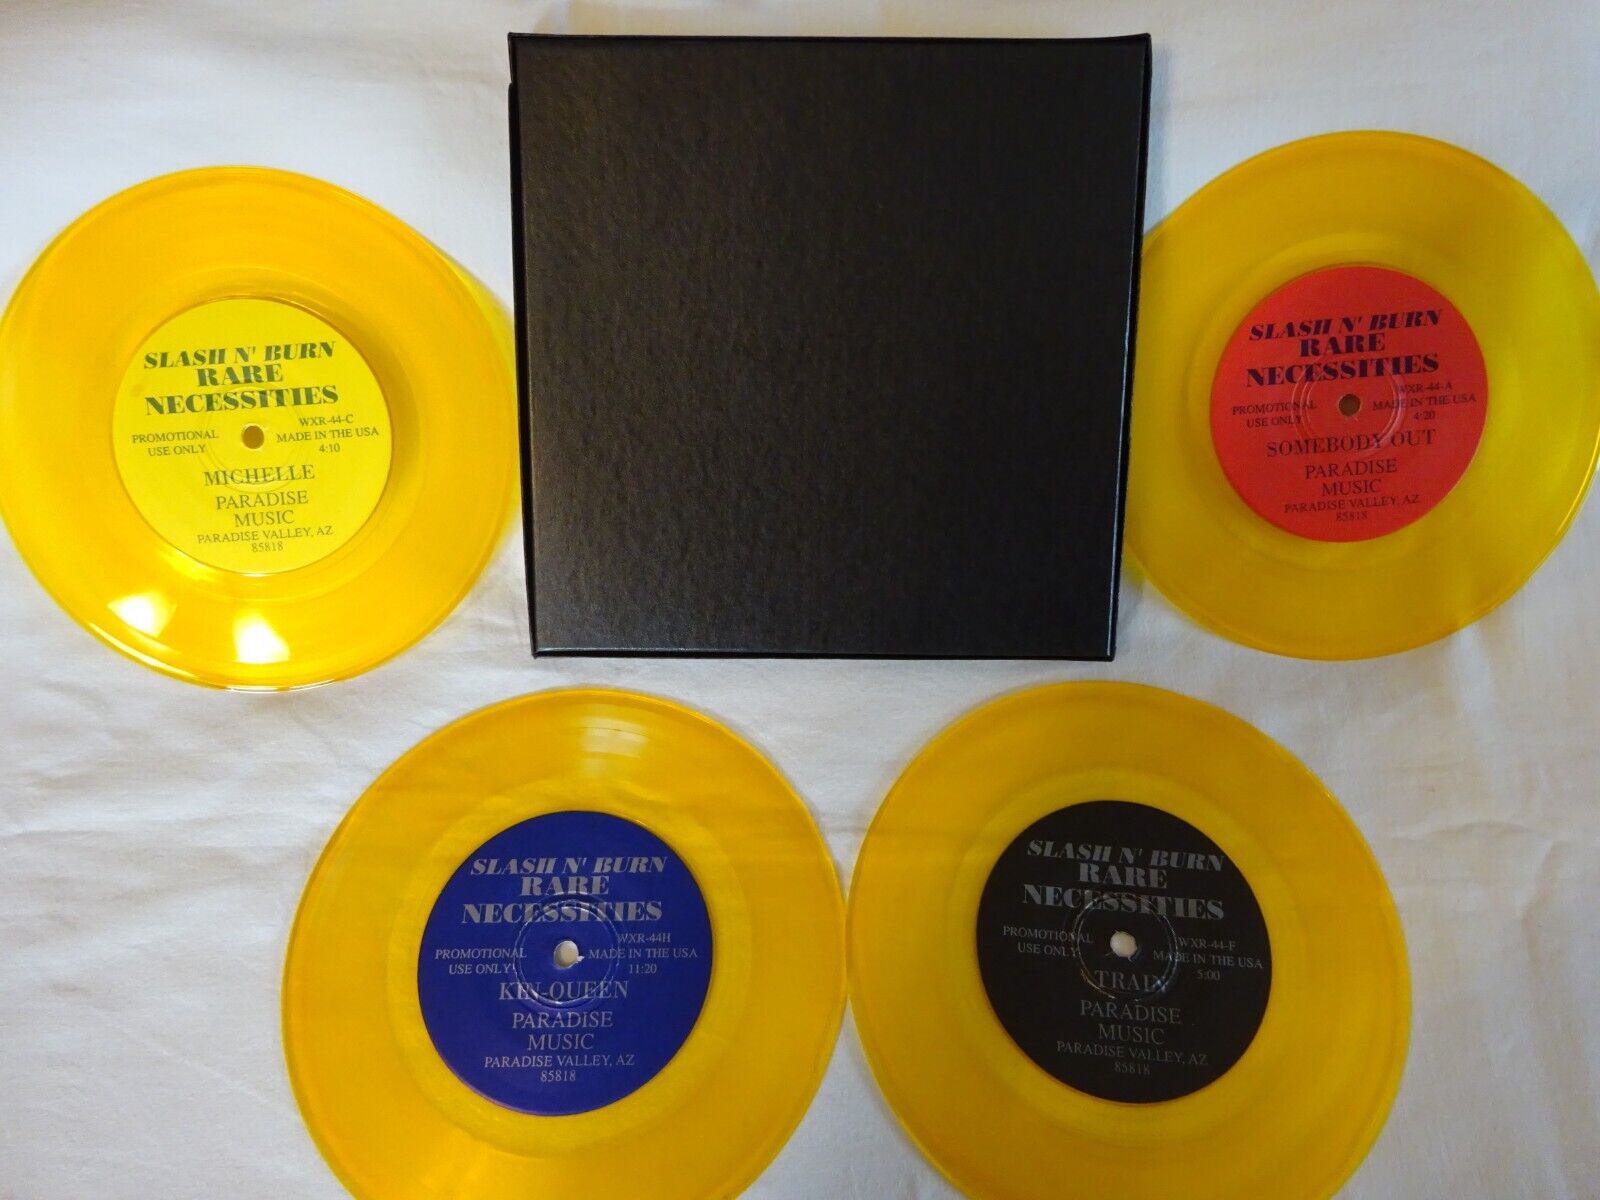 SLASH N' BURN
RARE
NECESSITIES
WXR-44-C
PROMOTIONAL MADE IN THE USA
USE ONLY 4:10
MICHELLE
PARADISE
MUSIC
PARADISE VALLEY, AZ
85818
SLASH N' BURN
RARE
NECESSITIES
WXR-44-A
PROMOTIONAL MADE IN THE USA
USE ONLY 4:20
SOMEBODY OUT
PARADISE
MUSIC
PARADISE VALLEY, AZ
85818
SLASH N' BURN
RARE
NECESSITIES
WXR-44H
PROMOTIONAL MADE IN THE USA
USE ONLY! 11:20
KIN-QUEEN
PARADISE
MUSIC
PARADISE VALLEY, AZ
85818
SLASH N' BURN
RARE
NECESSITIES
PROMOTIONAL WXR-44-F
USE ONLY MADE IN THE USA
5:00
TRAIN
PARADISE
MUSIC
PARADISE VALLEY, AZ
85818